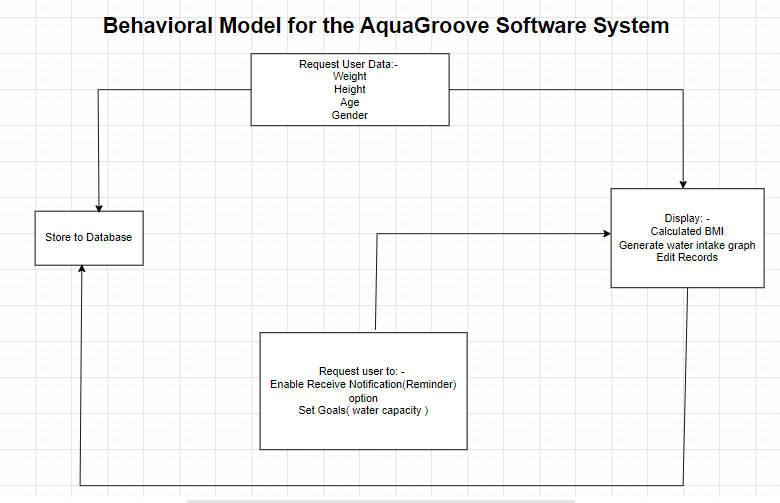 Behavioral Model for the AquaGroove Software System
Request User Data:-
Weight
Height
Age
Gender
Store to Database
Display: -
Calculated BMI
Generate water intake graph
Edit Records
Request user to: -
Enable Receive Notification(Reminder)
option
Set Goals( water capacity )